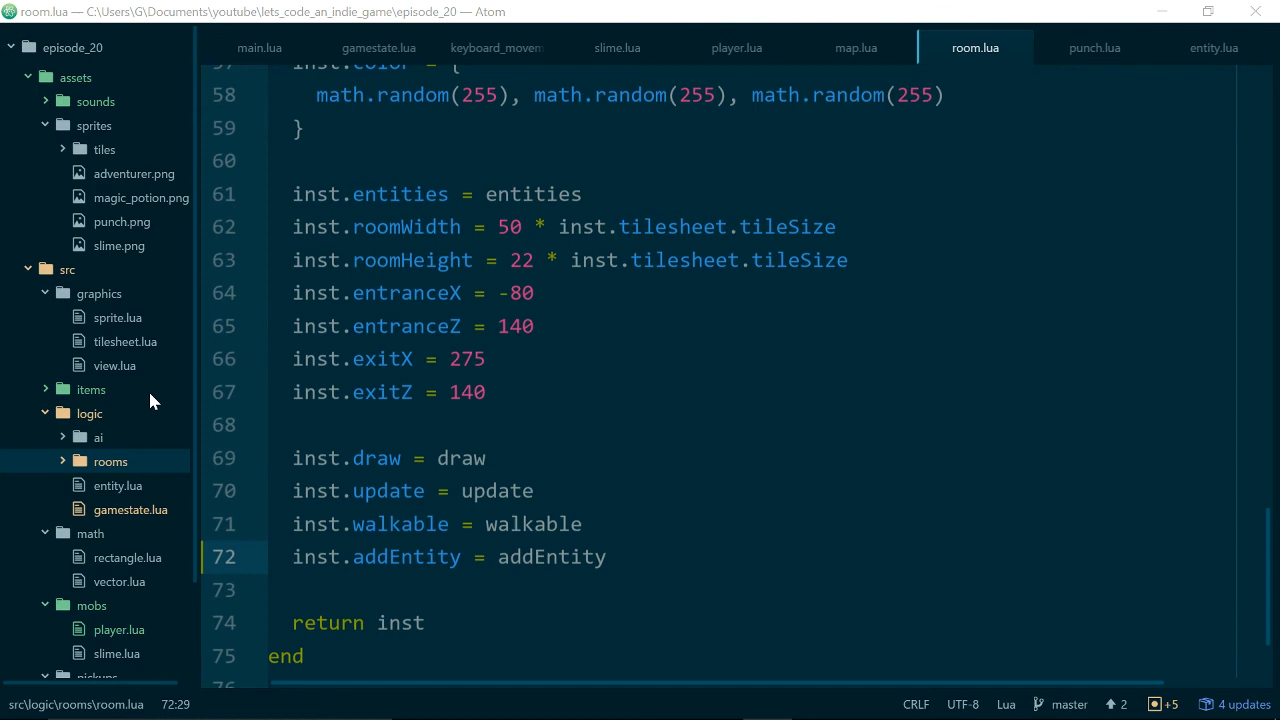 room.lua — C:\Users\G\Documents\youtube\lets_code_an_indie_game\episode_20 — Atom
episode_20
assets
sounds
sprites
tiles
adventurer.png
magic_potion.png
punch.png
slime.png
src
graphics
sprite.lua
tilesheet.lua
view.lua
items
logic
ai
rooms
entity.lua
gamestate.lua
math
rectangle.lua
vector.lua
mobs
player.lua
slime.lua
pickups
main.lua
gamestate.lua
keyboard_movem
slime.lua
player.lua
map.lua
room.lua
punch.lua
entity.lua
57 inst.color = {
58 math.random(255), math.random(255), math.random(255)
59 }
60
61 inst.entities = entities
62 inst.roomWidth = 50 * inst.tilesheet.tileSize
63 inst.roomHeight = 22 * inst.tilesheet.tileSize
64 inst.entranceX = -80
65 inst.entranceZ = 140
66 inst.exitX = 275
67 inst.exitZ = 140
68
69 inst.draw = draw
70 inst.update = update
71 inst.walkable = walkable
72 inst.addEntity = addEntity
73
74 return inst
75 end
76
src\logic\rooms\room.lua 72:29
CRLF UTF-8 Lua master 2 +5 4 updates